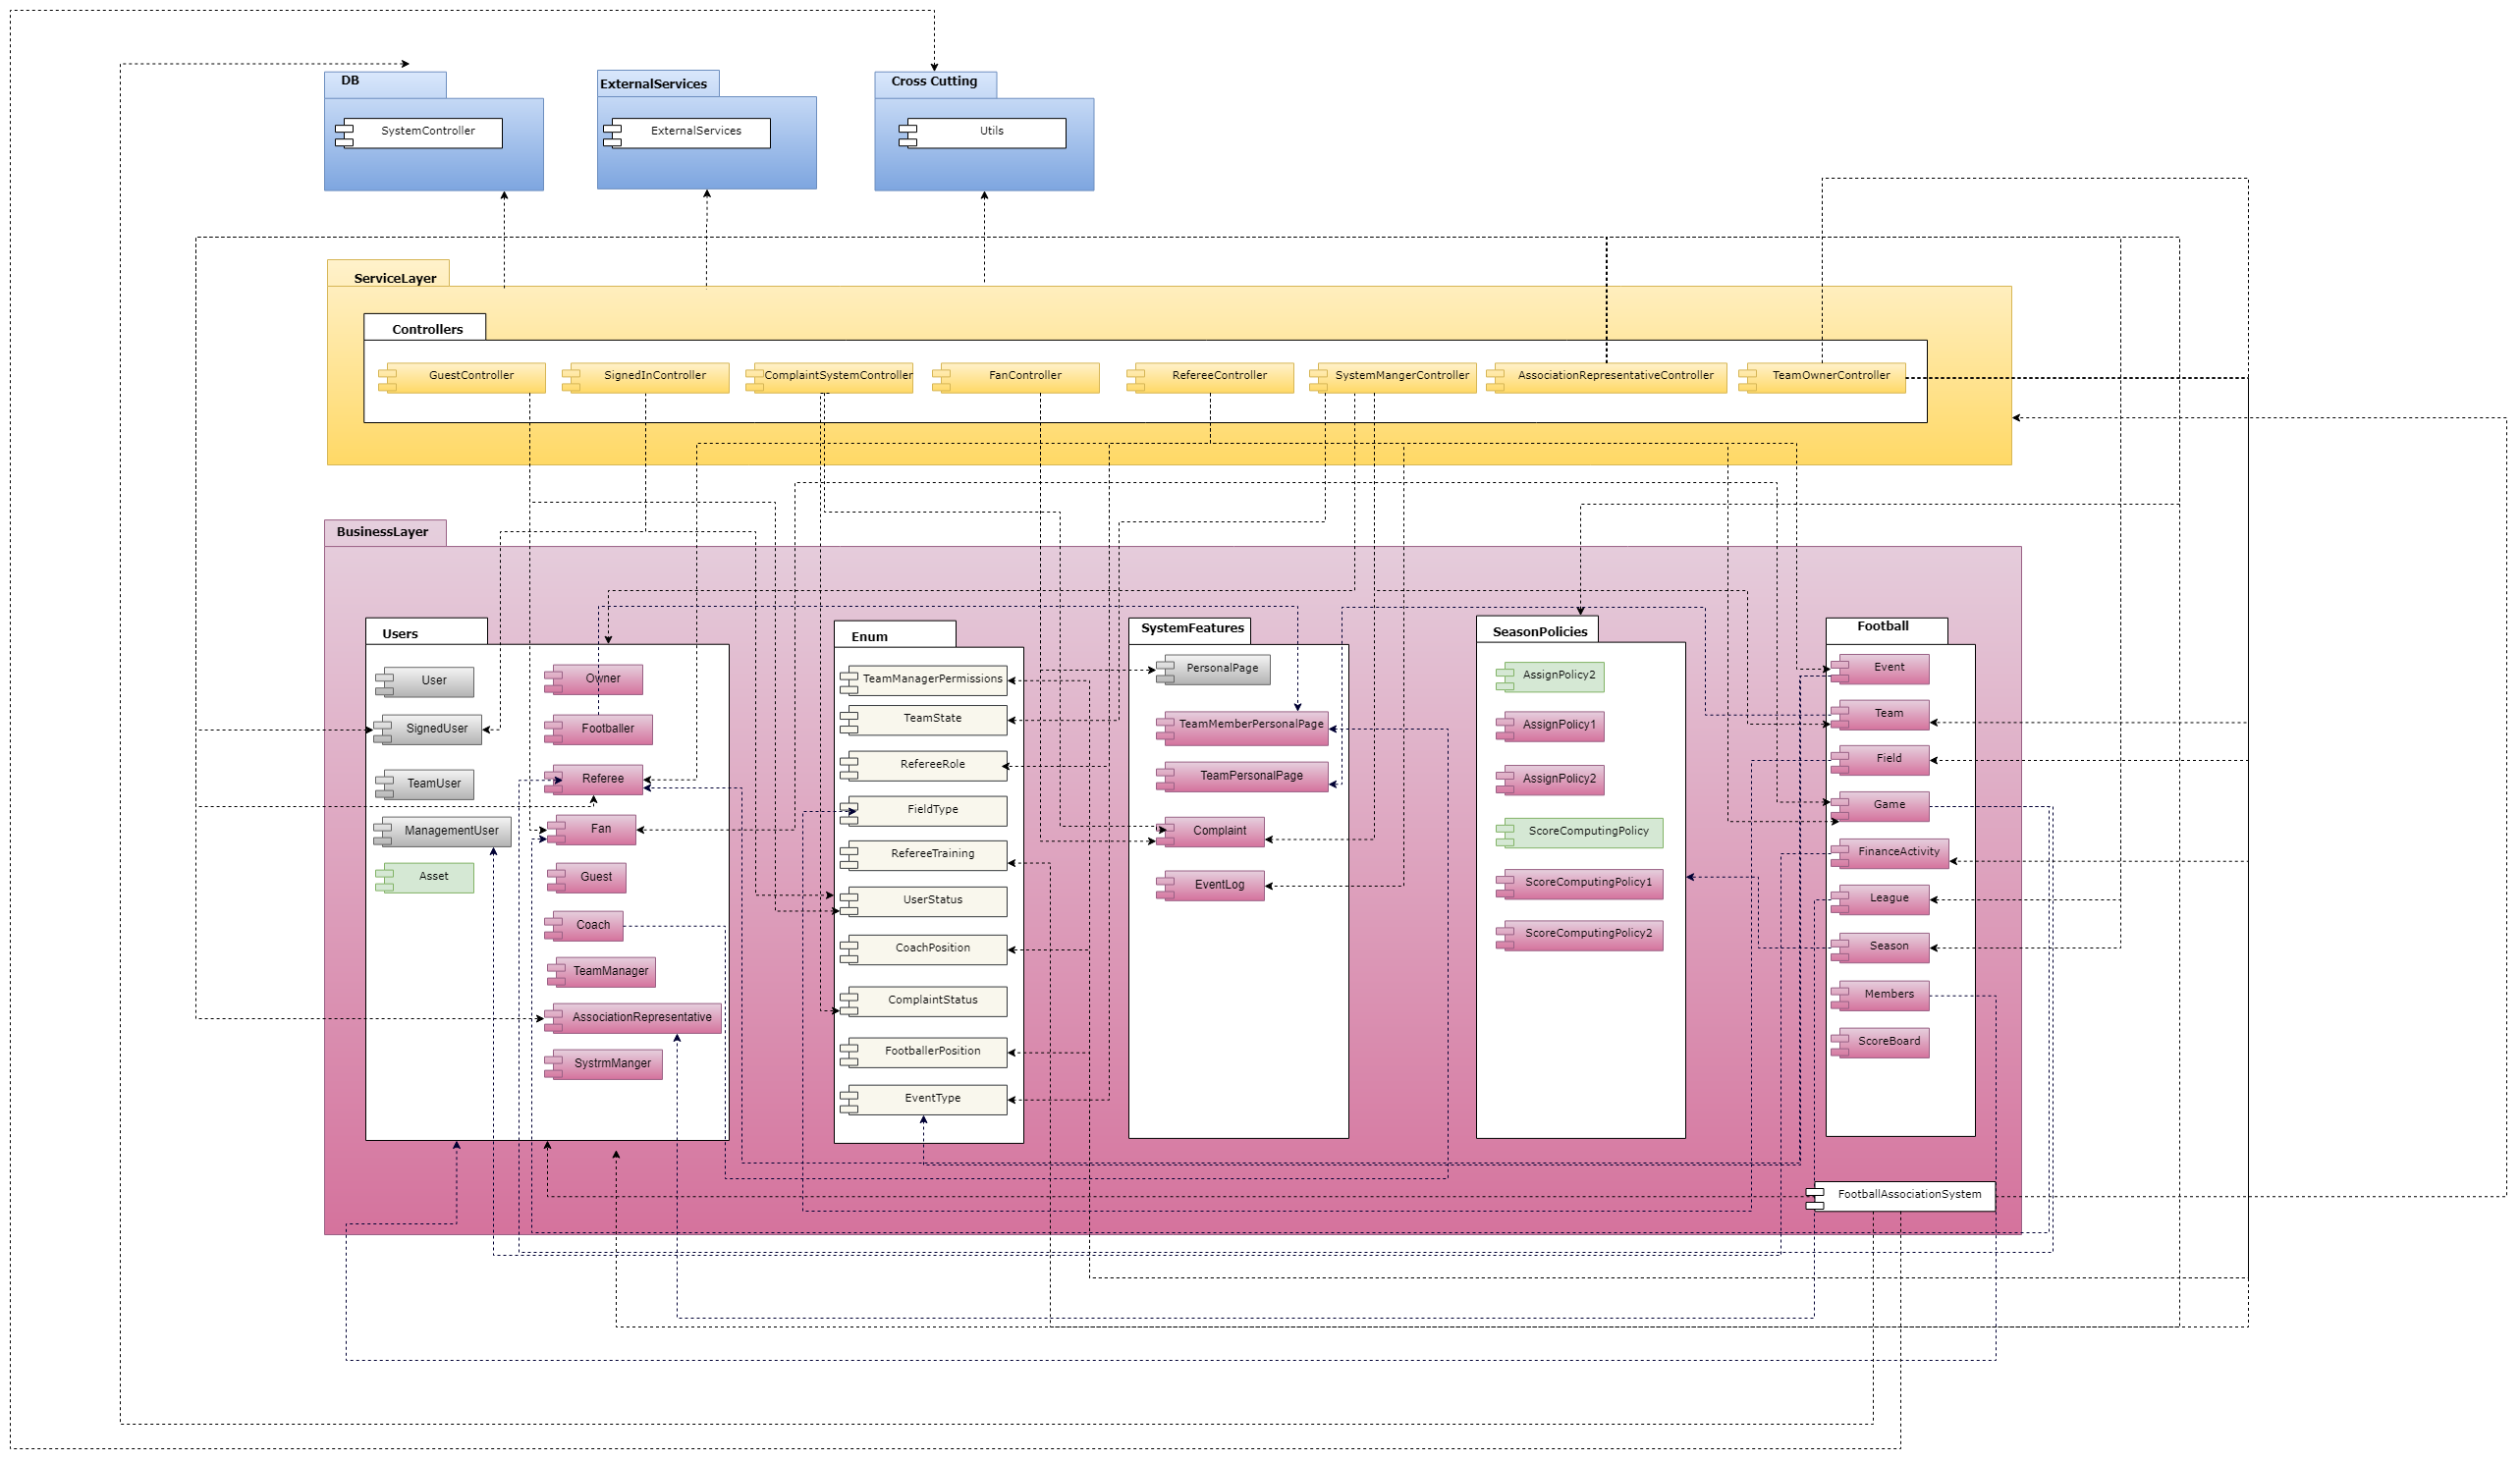 DB
SystemController
ExternalServices
ExternalServices
Cross Cutting
Utils
ServiceLayer
Controllers
GuestController
SignedInController
ComplaintSystemController
FanController
RefereeController
SystemMangerController
AssociationRepresentativeController
TeamOwnerController
BusinessLayer
Users
User
SignedUser
TeamUser
ManagementUser
Asset
Owner
Footballer
Referee
Fan
Guest
Coach
TeamManager
AssociationRepresentative
SystrmManger
Enum
TeamManagerPermissions
TeamState
RefereeRole
FieldType
RefereeTraining
UserStatus
CoachPosition
ComplaintStatus
FootballerPosition
EventType
SystemFeatures
PersonalPage
TeamMemberPersonalPage
TeamPersonalPage
Complaint
EventLog
SeasonPolicies
AssignPolicy2
AssignPolicy1
AssignPolicy2
ScoreComputingPolicy
ScoreComputingPolicy1
ScoreComputingPolicy2
Football
Event
Team
Field
Game
FinanceActivity
League
Season
Members
ScoreBoard
FootballAssociationSystem